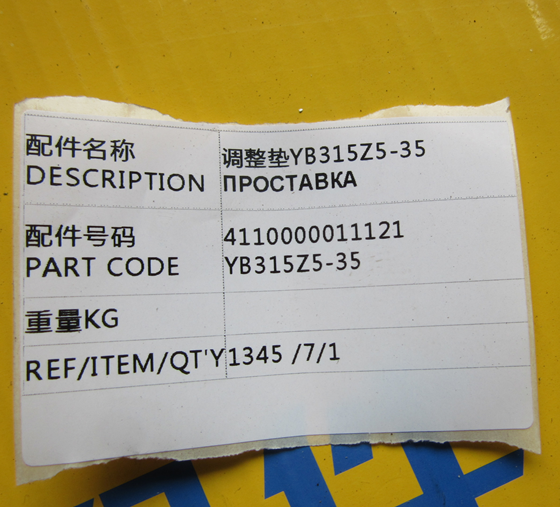 配件名称
DESCRIPTION
调整垫YB315Z5-35
ПРОСТАВКА
配件号码
PART CODE
4110000011121
YB315Z5-35
重量KG
REF/ITEM/QT'Y 1345 /7/1